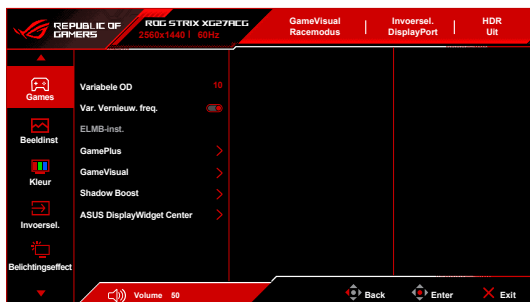 REPUBLIC OF
GAMERS
ROG STRIX XG27ACG
2560x1440 | 60Hz
GameVisual
Racemodus
Invoersel.
DisplayPort
HDR
Uit
Games
Beeldinst
Kleur
Invoersel.
Belichtingseffect
Variabele OD
10
Var. Vernieuw. freq.
ELMB-inst.
GamePlus
GameVisual
Shadow Boost
ASUS DisplayWidget Center
Volume 50
Back
Enter
Exit